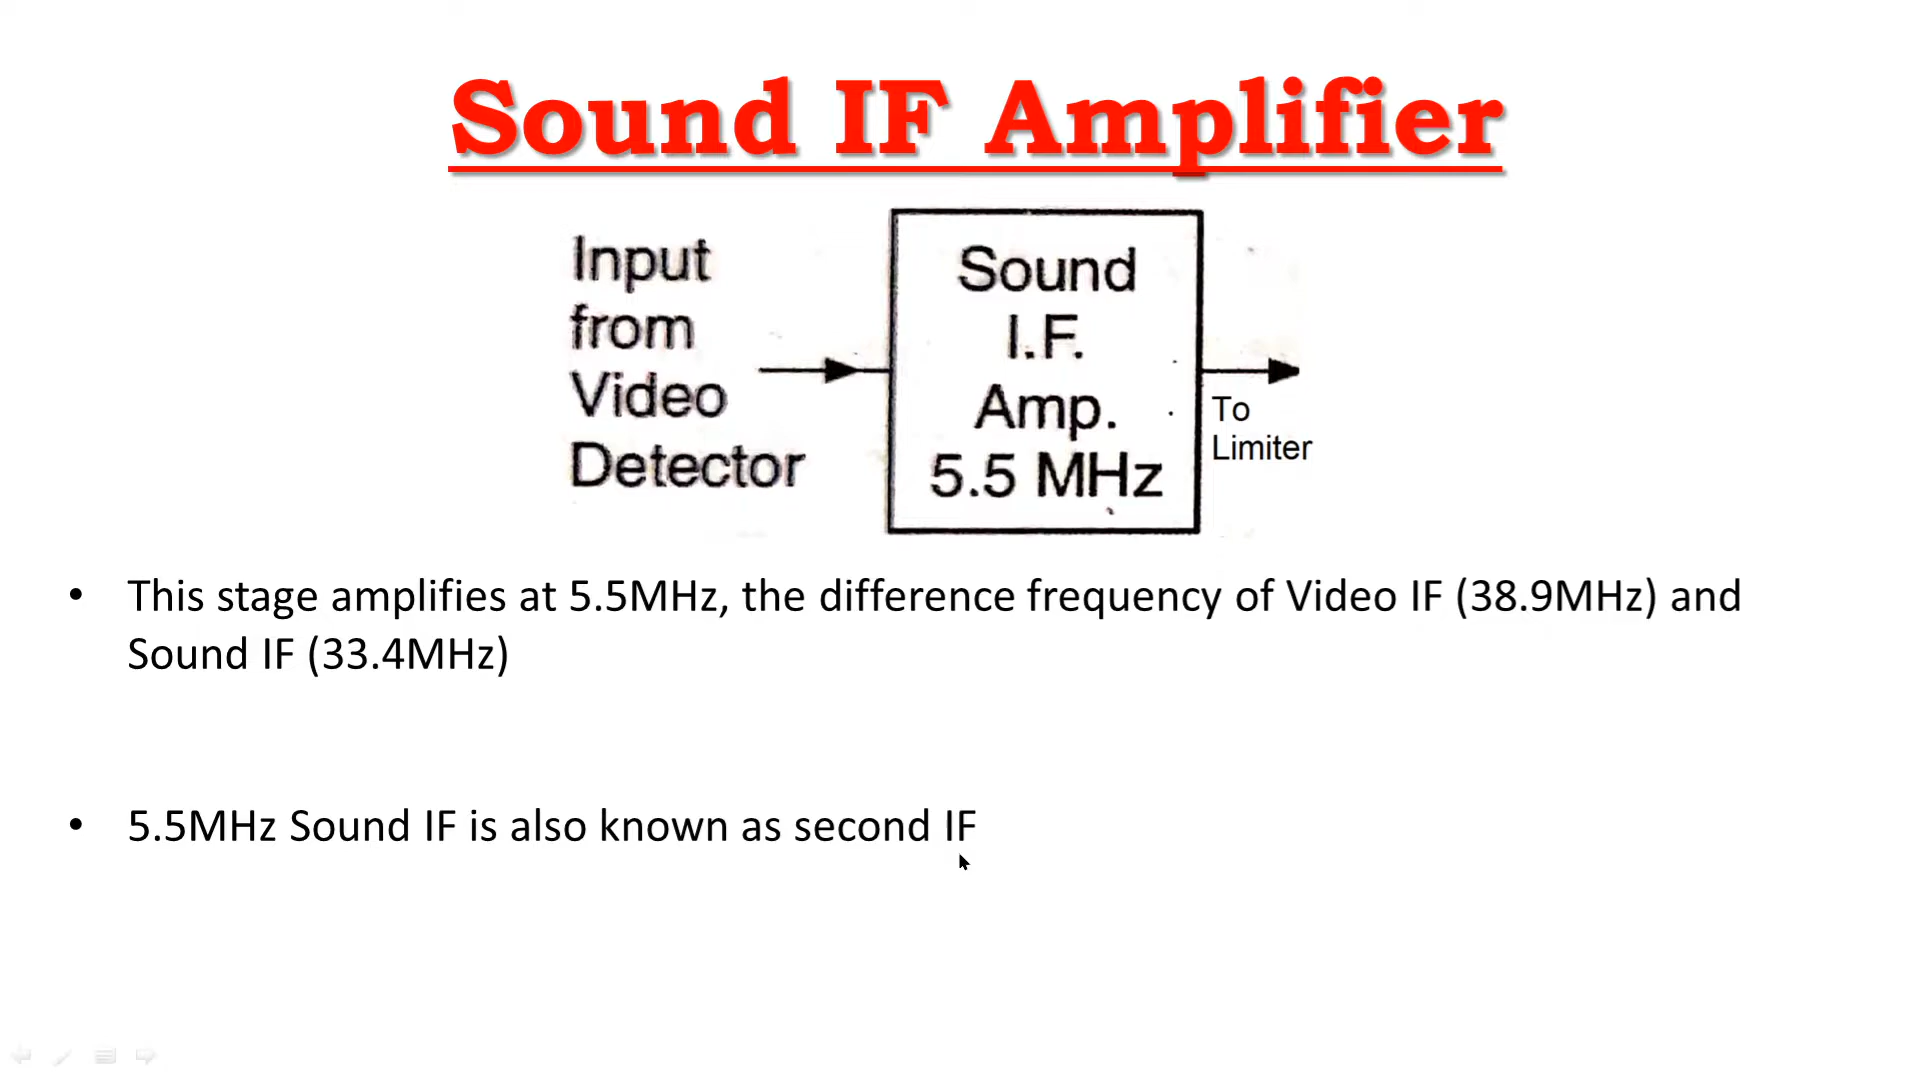 Sound IF Amplifier
Input
from
Video
Detector
Sound
I.F.
Amp.
5.5 MHz
To
Limiter
• This stage amplifies at 5.5MHz, the difference frequency of Video IF (38.9MHz) and
Sound IF (33.4MHz)
• 5.5MHz Sound IF is also known as second IF